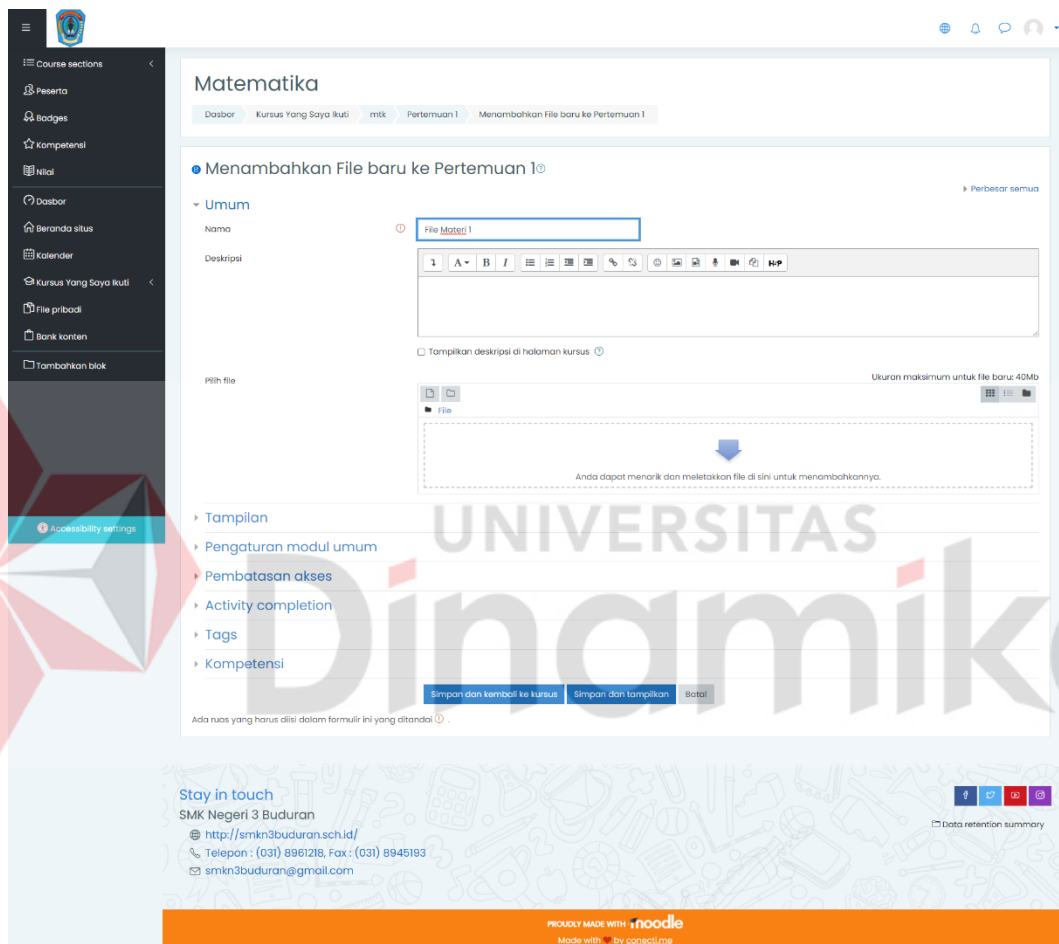 Course sections
Peserta
Badges
Kompetensi
Nilai
Dasbor
Beranda situs
Kalender
Kursus Yang Saya Ikuti
File pribadi
Bank konten
Tambahkan blok
Accessibility settings
Matematika
Dasbor Kursus Yang Saya Ikuti mtk Pertemuan 1 Menambahkan File baru ke Pertemuan 1
Menambahkan File baru ke Pertemuan 1
Perbesar semua
Umum
Nama File Materi 1
Deskripsi
A B I H-P
Tampilkan deskripsi di halaman kursus
Pilih file Ukuran maksimum untuk file baru: 40Mb
File
Anda dapat menarik dan meletakkan file di sini untuk menambahkannya.
Tampilan
Pengaturan modul umum
Pembatasan akses
Activity completion
Tags
Kompetensi
UNIVERSITAS
Dinamika
Simpan dan kembali ke kursus Simpan dan tampilkan Batal
Ada ruas yang harus diisi dalam formulir ini yang ditandai .
Stay in touch
SMK Negeri 3 Buduran
http://smkn3buduran.sch.id/
Telepon : (031) 8961218, Fax : (031) 8945193
smkn3buduran@gmail.com
Data retention summary
PROUDLY MADE WITH moodle
Made with by conecti.me